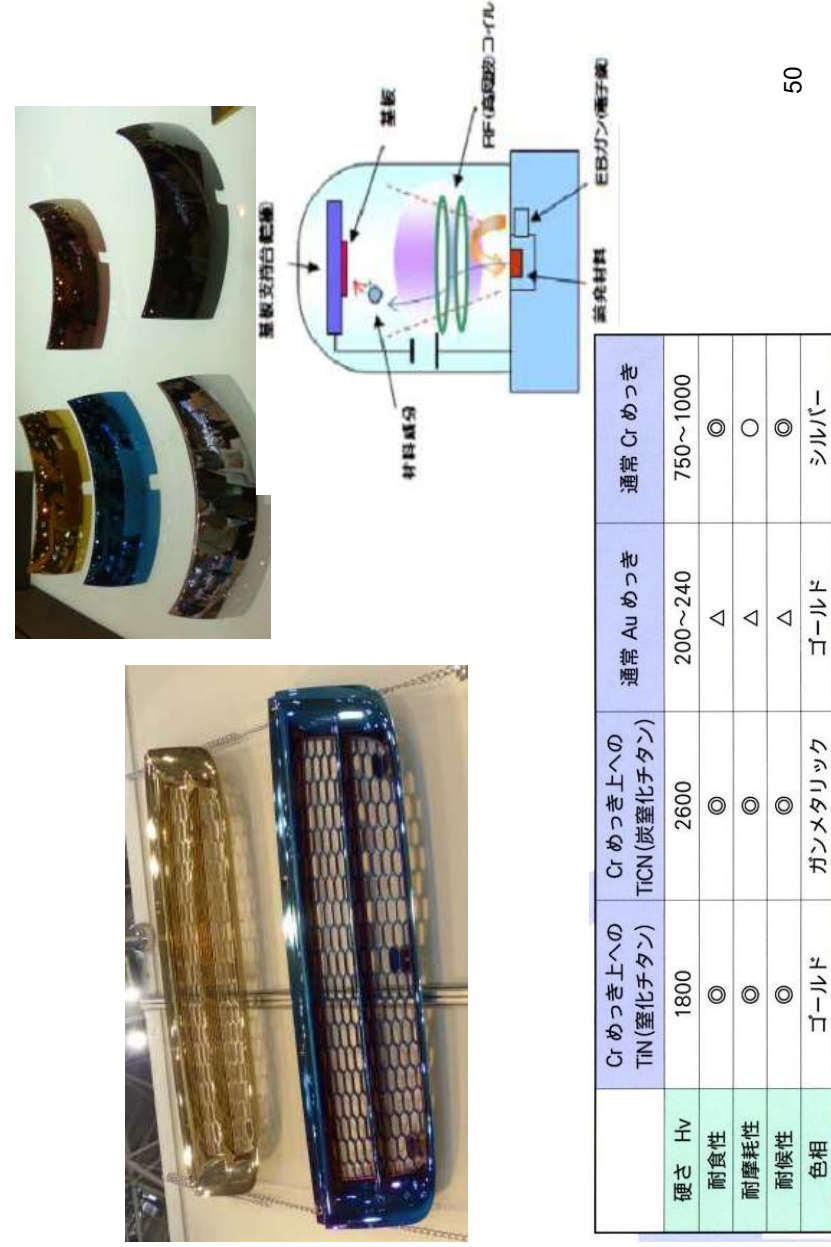 基板支持台(陰極)
基板
RF(高周波)コイル
材料成分
蒸発材料
EBガン(電子銃)
Cr めっき上への TiN(窒化チタン)
Cr めっき上への TiCN(炭窒化チタン)
通常 Au めっき
通常 Cr めっき
硬さ Hv 1800 2600 200~240 750~1000
耐食性 ◎ ◎ △ ◎
耐摩耗性 ◎ ◎ △ ○
耐候性 ◎ ◎ △ ◎
色相 ゴールド ガンメタリック ゴールド シルバー
50